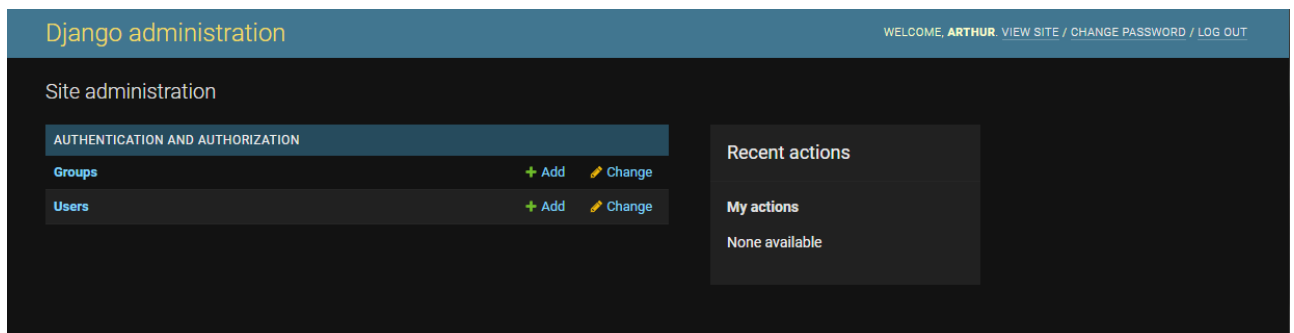 Django administration
WELCOME, ARTHUR. VIEW SITE / CHANGE PASSWORD / LOG OUT
Site administration
AUTHENTICATION AND AUTHORIZATION
Groups
Add
Change
Users
Add
Change
Recent actions
My actions
None available